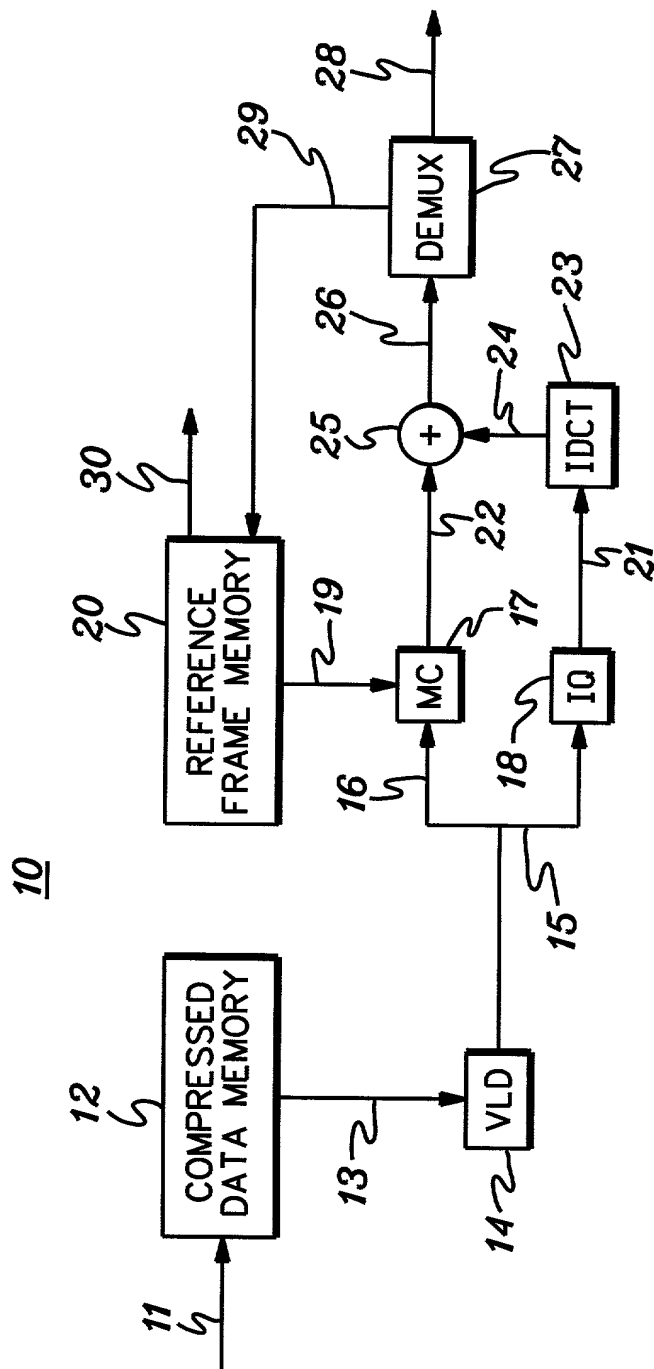 10
11
12
COMPRESSED
DATA MEMORY
13
14
VLD
15
16
20
REFERENCE
FRAME MEMORY
30
19
MC
17
18
IQ
21
22
25
+
24
IDCT
23
26
29
DEMUX
27
28